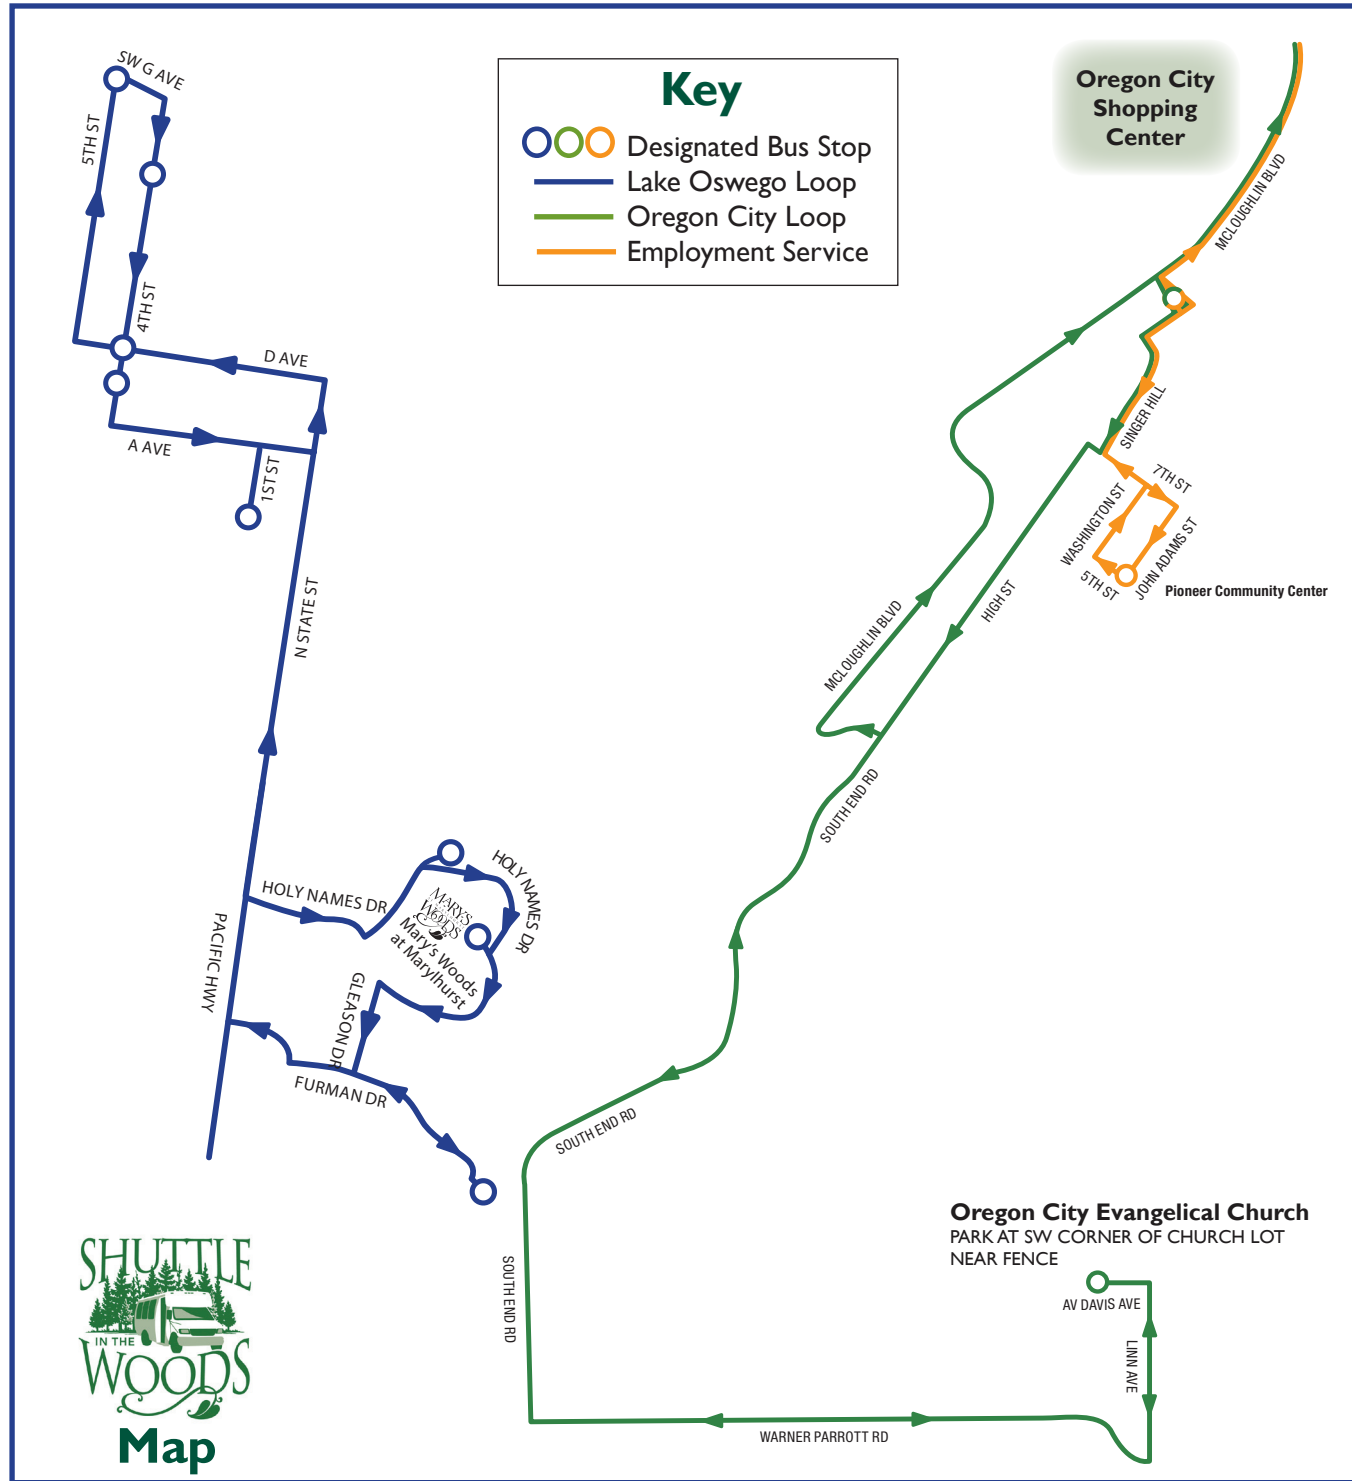 SW G AVE
5TH ST
4TH ST
D AVE
A AVE
1ST ST
N STATE ST
PACIFIC HWY
HOLY NAMES DR
HOLY NAMES DR
MARY'S
WOODS
Mary's Woods
at Marylhurst
GLEASON DR
FURMAN DR
Key
Designated Bus Stop
Lake Oswego Loop
Oregon City Loop
Employment Service
Oregon City
Shopping
Center
MCLOUGHLIN BLVD
SINGER HILL
7TH ST
WASHINGTON ST
JOHN ADAMS ST
5TH ST
Pioneer Community Center
HIGH ST
MCLOUGHLIN BLVD
SOUTH END RD
SOUTH END RD
SOUTH END RD
WARNER PARROTT RD
LINN AVE
Oregon City Evangelical Church
PARK AT SW CORNER OF CHURCH LOT
NEAR FENCE
AV DAVIS AVE
SHUTTLE
IN THE
WOODS
Map